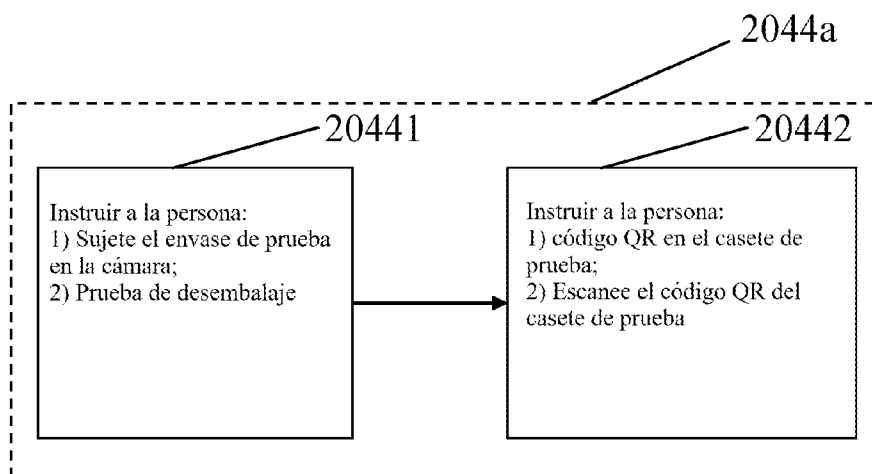 2044a
20441
20442
Instruir a la persona:
1) Sujete el envase de prueba
en la cámara;
2) Prueba de desembalaje
Instruir a la persona:
1) código QR en el casete de
prueba;
2) Escanee el código QR del
casete de prueba